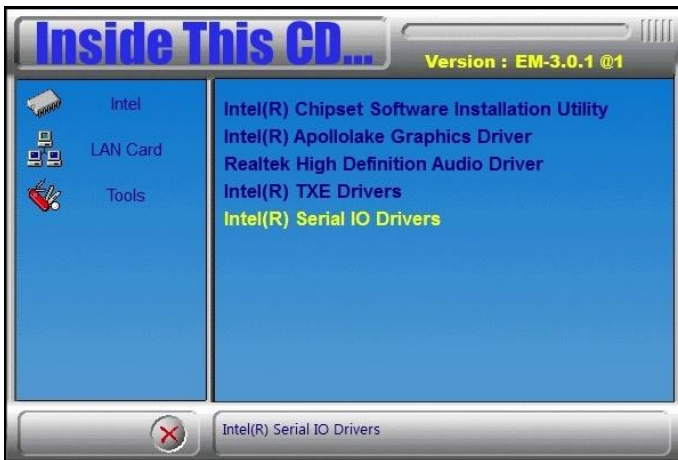 Inside This CD...
Version : EM-3.0.1 @1
Intel
LAN Card
Tools
Intel(R) Chipset Software Installation Utility
Intel(R) Apollolake Graphics Driver
Realtek High Definition Audio Driver
Intel(R) TXE Drivers
Intel(R) Serial IO Drivers
Intel(R) Serial IO Drivers